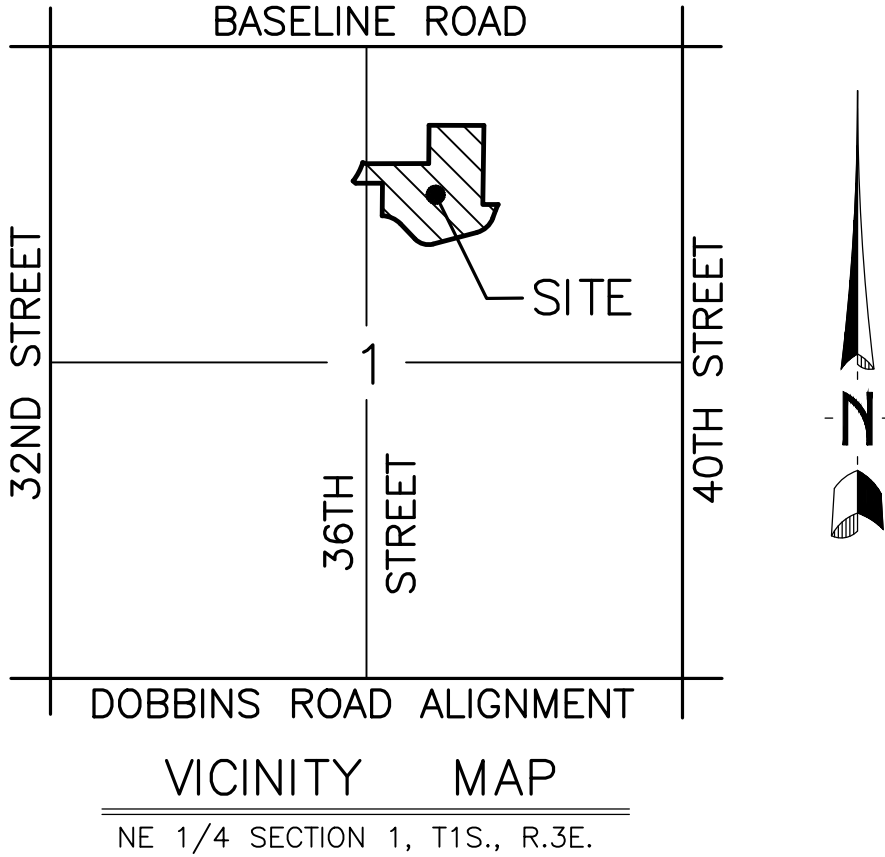 BASELINE ROAD
SITE
32ND STREET
40TH STREET
1
N
36TH
STREET
DOBBINS ROAD ALIGNMENT
VICINITY MAP
NE 1/4 SECTION 1, T1S., R.3E.